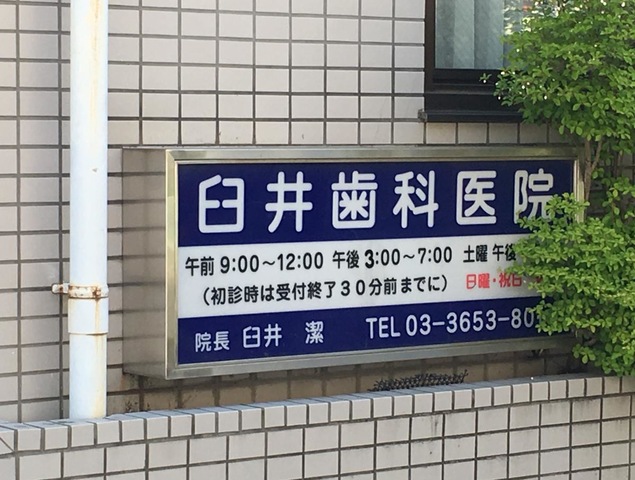 臼井歯科医院
午前 9:00〜12:00 午後 3:00〜7:00 土曜 午後
（初診時は受付終了30分前までに） 日曜・祝日
院長 臼井 潔 TEL 03-3653-80